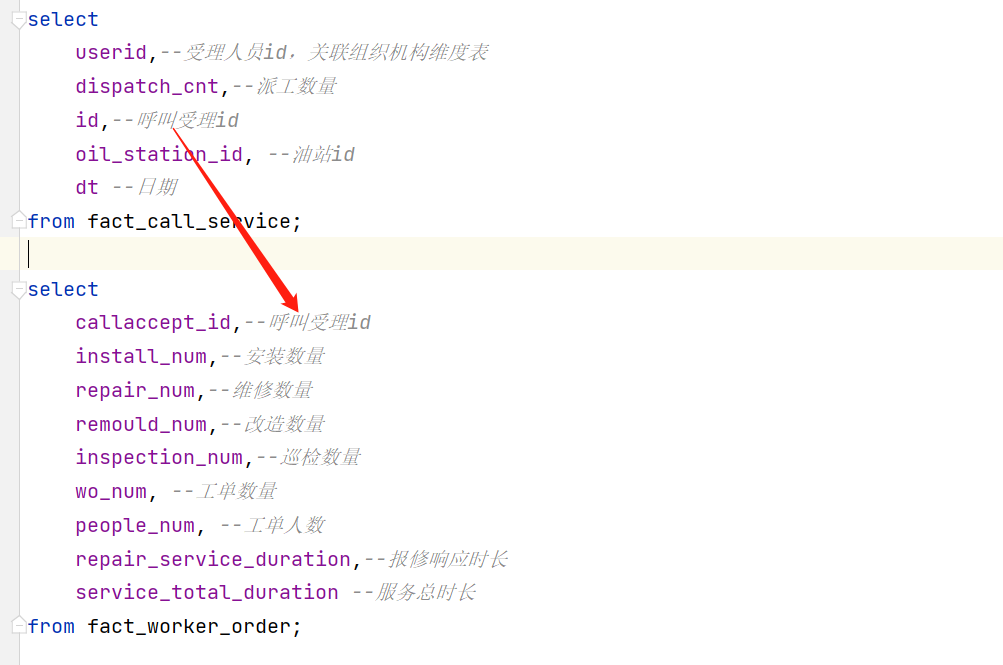 select
userid,--受理人员id，关联组织机构维度表
dispatch_cnt,--派工数量
id,--呼叫受理id
oil_station_id, --油站id
dt --日期
from fact_call_service;
select
callaccept_id,--呼叫受理id
install_num,--安装数量
repair_num,--维修数量
remould_num,--改造数量
inspection_num,--巡检数量
wo_num, --工单数量
people_num, --工单人数
repair_service_duration,--报修响应时长
service_total_duration --服务总时长
from fact_worker_order;